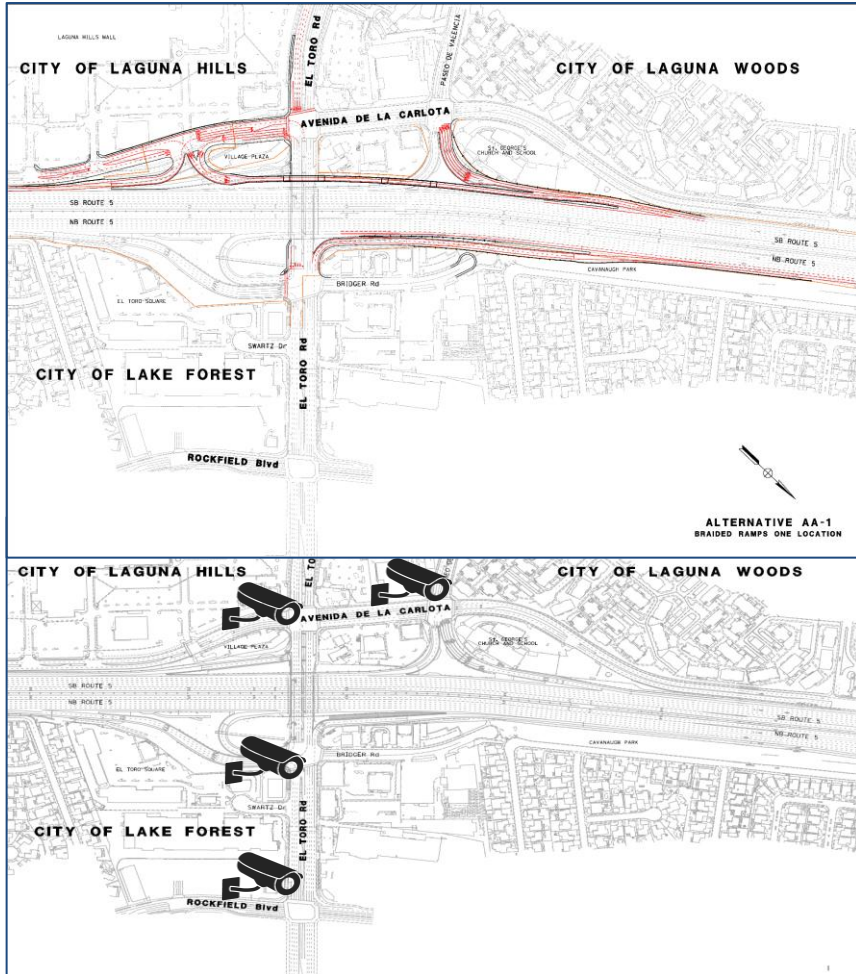 LAGUNA HILLS MALL
EL TORO Rd
PASEO DE VALENCIA
CITY OF LAGUNA HILLS
CITY OF LAGUNA WOODS
AVENIDA DE LA CARLOTA
VILLAGE PLAZA
ST. GEORGE'S
CHURCH AND SCHOOL
SB ROUTE 5
NB ROUTE 5
SB ROUTE 5
NB ROUTE 5
CAVANAUGH PARK
BRIDGER Rd
EL TORO SQUARE
SWARTZ Dr
EL TORO Rd
CITY OF LAKE FOREST
ROCKFIELD Blvd
ALTERNATIVE AA-1
BRAIDED RAMPS ONE LOCATION
CITY OF LAGUNA HILLS
EL TO
CITY OF LAGUNA WOODS
AVENIDA DE LA CARLOTA
VILLAGE PLAZA
ST. GEORGE'S
CHURCH AND SCHOOL
SB ROUTE 5
NB ROUTE 5
SB ROUTE 5
NB ROUTE 5
CAVANAUGH PARK
BRIDGER Rd
EL TORO SQUARE
SWARTZ Dr
EL TORO Rd
CITY OF LAKE FOREST
ROCKFIELD Blvd